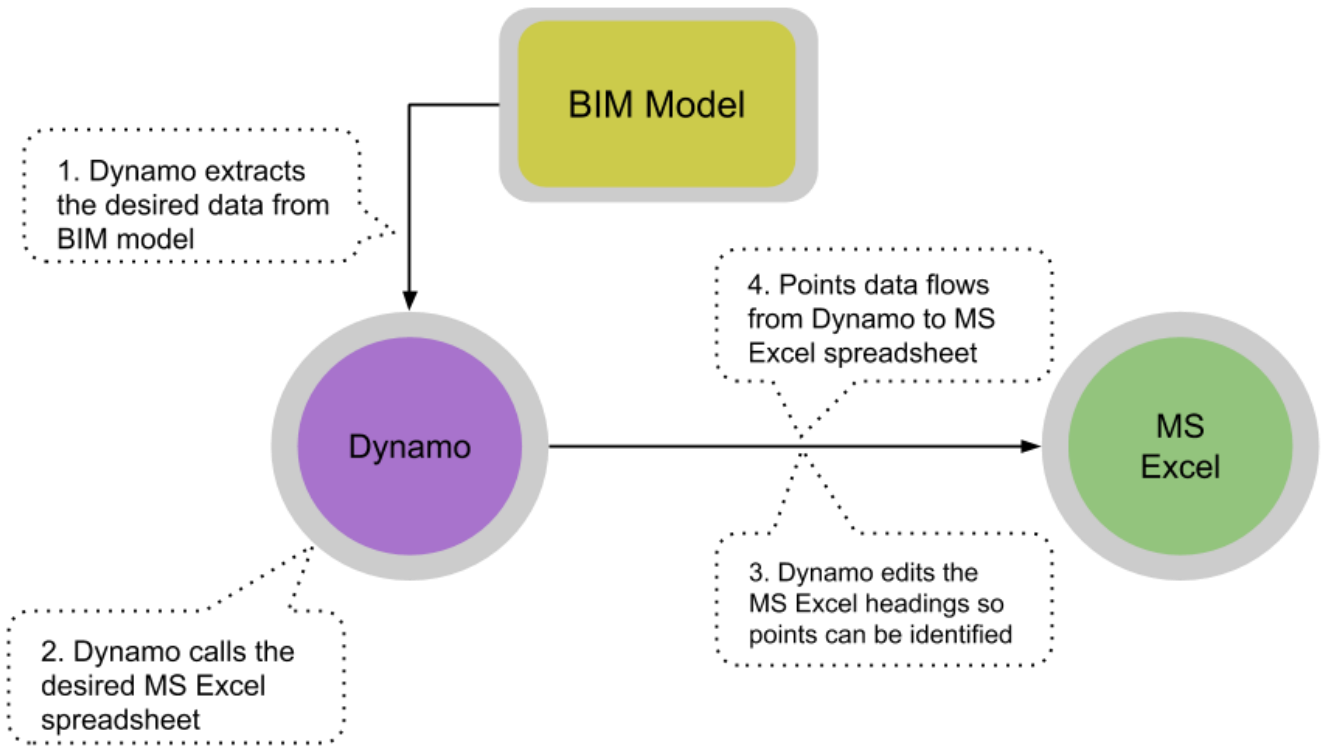 BIM Model
1. Dynamo extracts
the desired data from
BIM model
4. Points data flows
from Dynamo to MS
Excel spreadsheet
Dynamo
MS
Excel
3. Dynamo edits the
MS Excel headings so
points can be identified
2. Dynamo calls the
desired MS Excel
spreadsheet